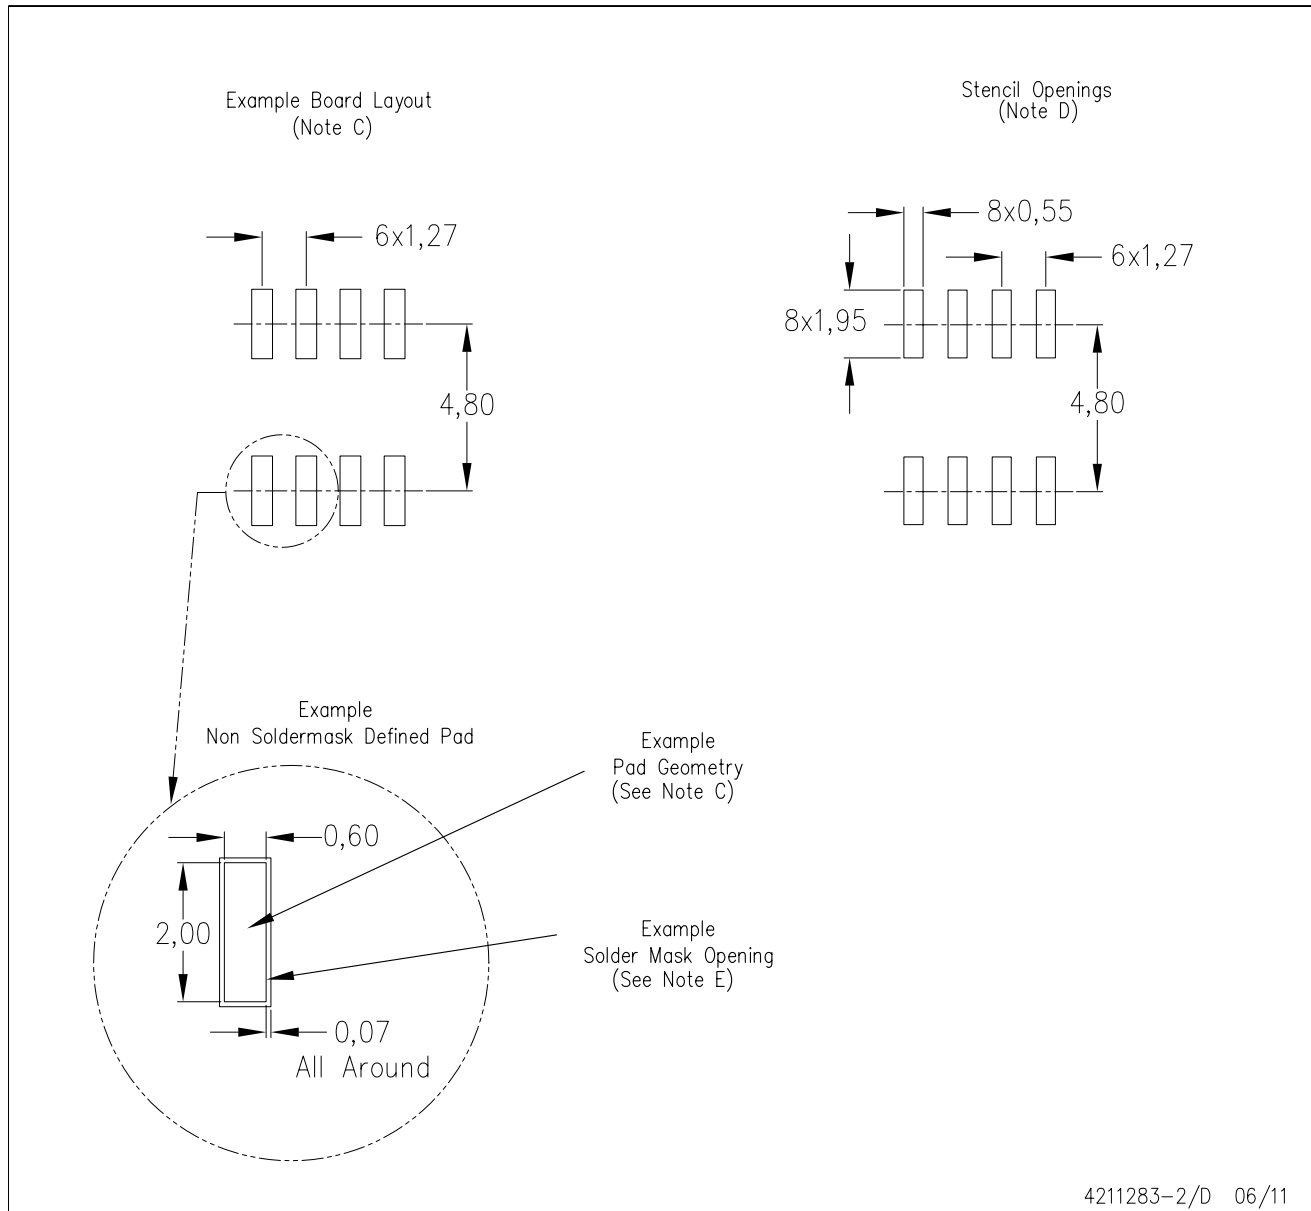 Example Board Layout
(Note C)
6x1,27
4,80
Stencil Openings
(Note D)
8x0,55
6x1,27
8x1,95
4,80
Example
Non Soldermask Defined Pad
0,60
2,00
0,07
All Around
Example
Pad Geometry
(See Note C)
Example
Solder Mask Opening
(See Note E)
4211283-2/D 06/11